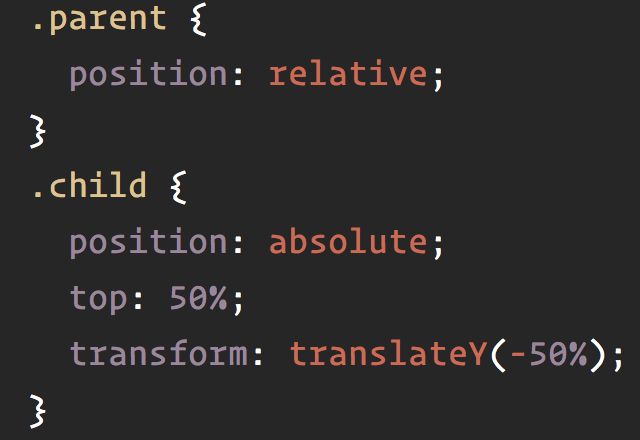 .parent {
  position: relative;
}
.child {
  position: absolute;
  top: 50%;
  transform: translateY(-50%);
}